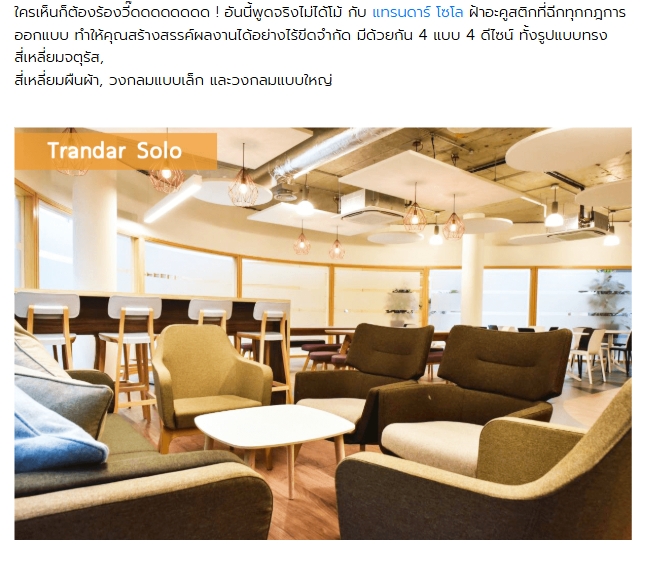 ใครเห็นก็ต้องร้องวี๊ดดดดดดดด ! อันนี้พูดจริงไม่ได้โม้ กับ แทรนดาร์ โซโล ฝ้าอะคูสติกที่ฉีกทุกกฎการ
ออกแบบ ทำให้คุณสร้างสรรค์ผลงานได้อย่างไร้ขีดจำกัด มีด้วยกัน 4 แบบ 4 ดีไซน์ ทั้งรูปแบบทรง
สี่เหลี่ยมจตุรัส,
สี่เหลี่ยมผืนผ้า, วงกลมแบบเล็ก และวงกลมแบบใหญ่
Trandar Solo